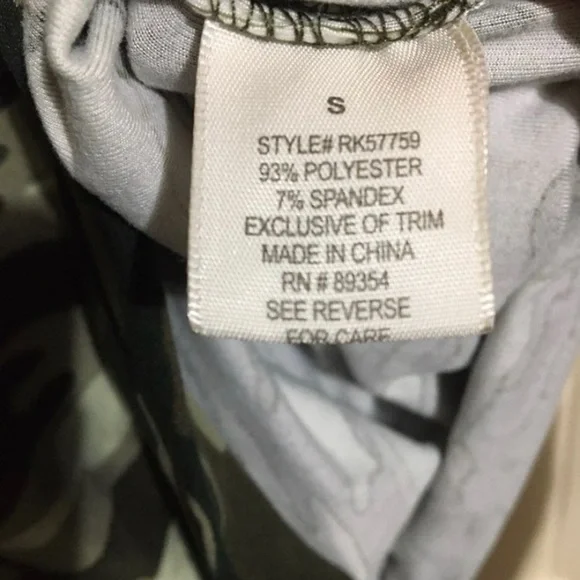 S
STYLE# RK57759
93% POLYESTER
7% SPANDEX
EXCLUSIVE OF TRIM
MADE IN CHINA
RN # 89354
SEE REVERSE
FOR CARE